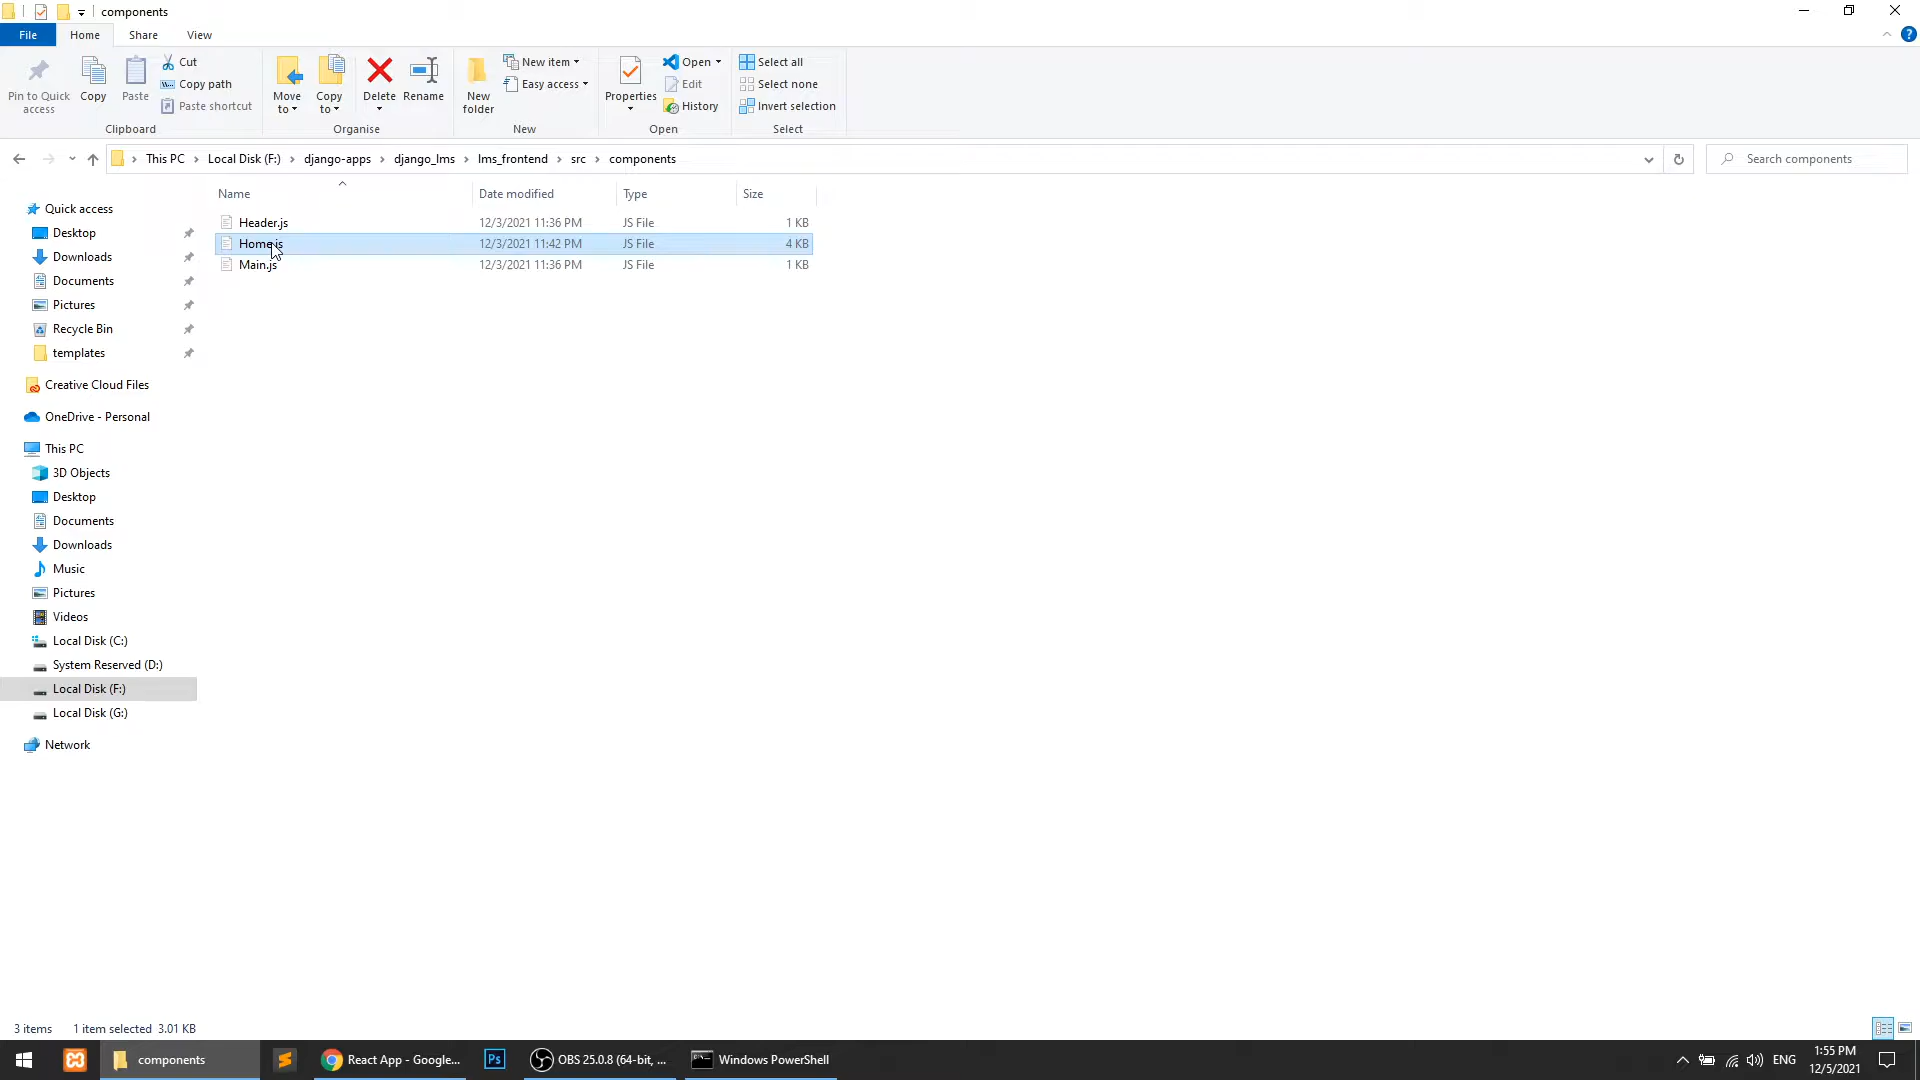 components
File Home Share View
Pin to Quick access
Copy
Paste
Cut
Copy path
Paste shortcut
Clipboard
Move to
Copy to
Delete
Rename
Organise
New folder
New item
Easy access
New
Properties
Open
Edit
History
Open
Select all
Select none
Invert selection
Select
This PC > Local Disk (F:) > django-apps > django_lms > lms_frontend > src > components
Search components
Name Date modified Type Size
Header.js 12/3/2021 11:36 PM JS File 1 KB
Home.js 12/3/2021 11:42 PM JS File 4 KB
Main.js 12/3/2021 11:36 PM JS File 1 KB
Quick access
Desktop
Downloads
Documents
Pictures
Recycle Bin
templates
Creative Cloud Files
OneDrive - Personal
This PC
3D Objects
Desktop
Documents
Downloads
Music
Pictures
Videos
Local Disk (C:)
System Reserved (D:)
Local Disk (F:)
Local Disk (G:)
Network
3 items 1 item selected 3.01 KB
components
React App - Google...
Ps
OBS 25.0.8 (64-bit, ...
Windows PowerShell
ENG
1:55 PM
12/5/2021